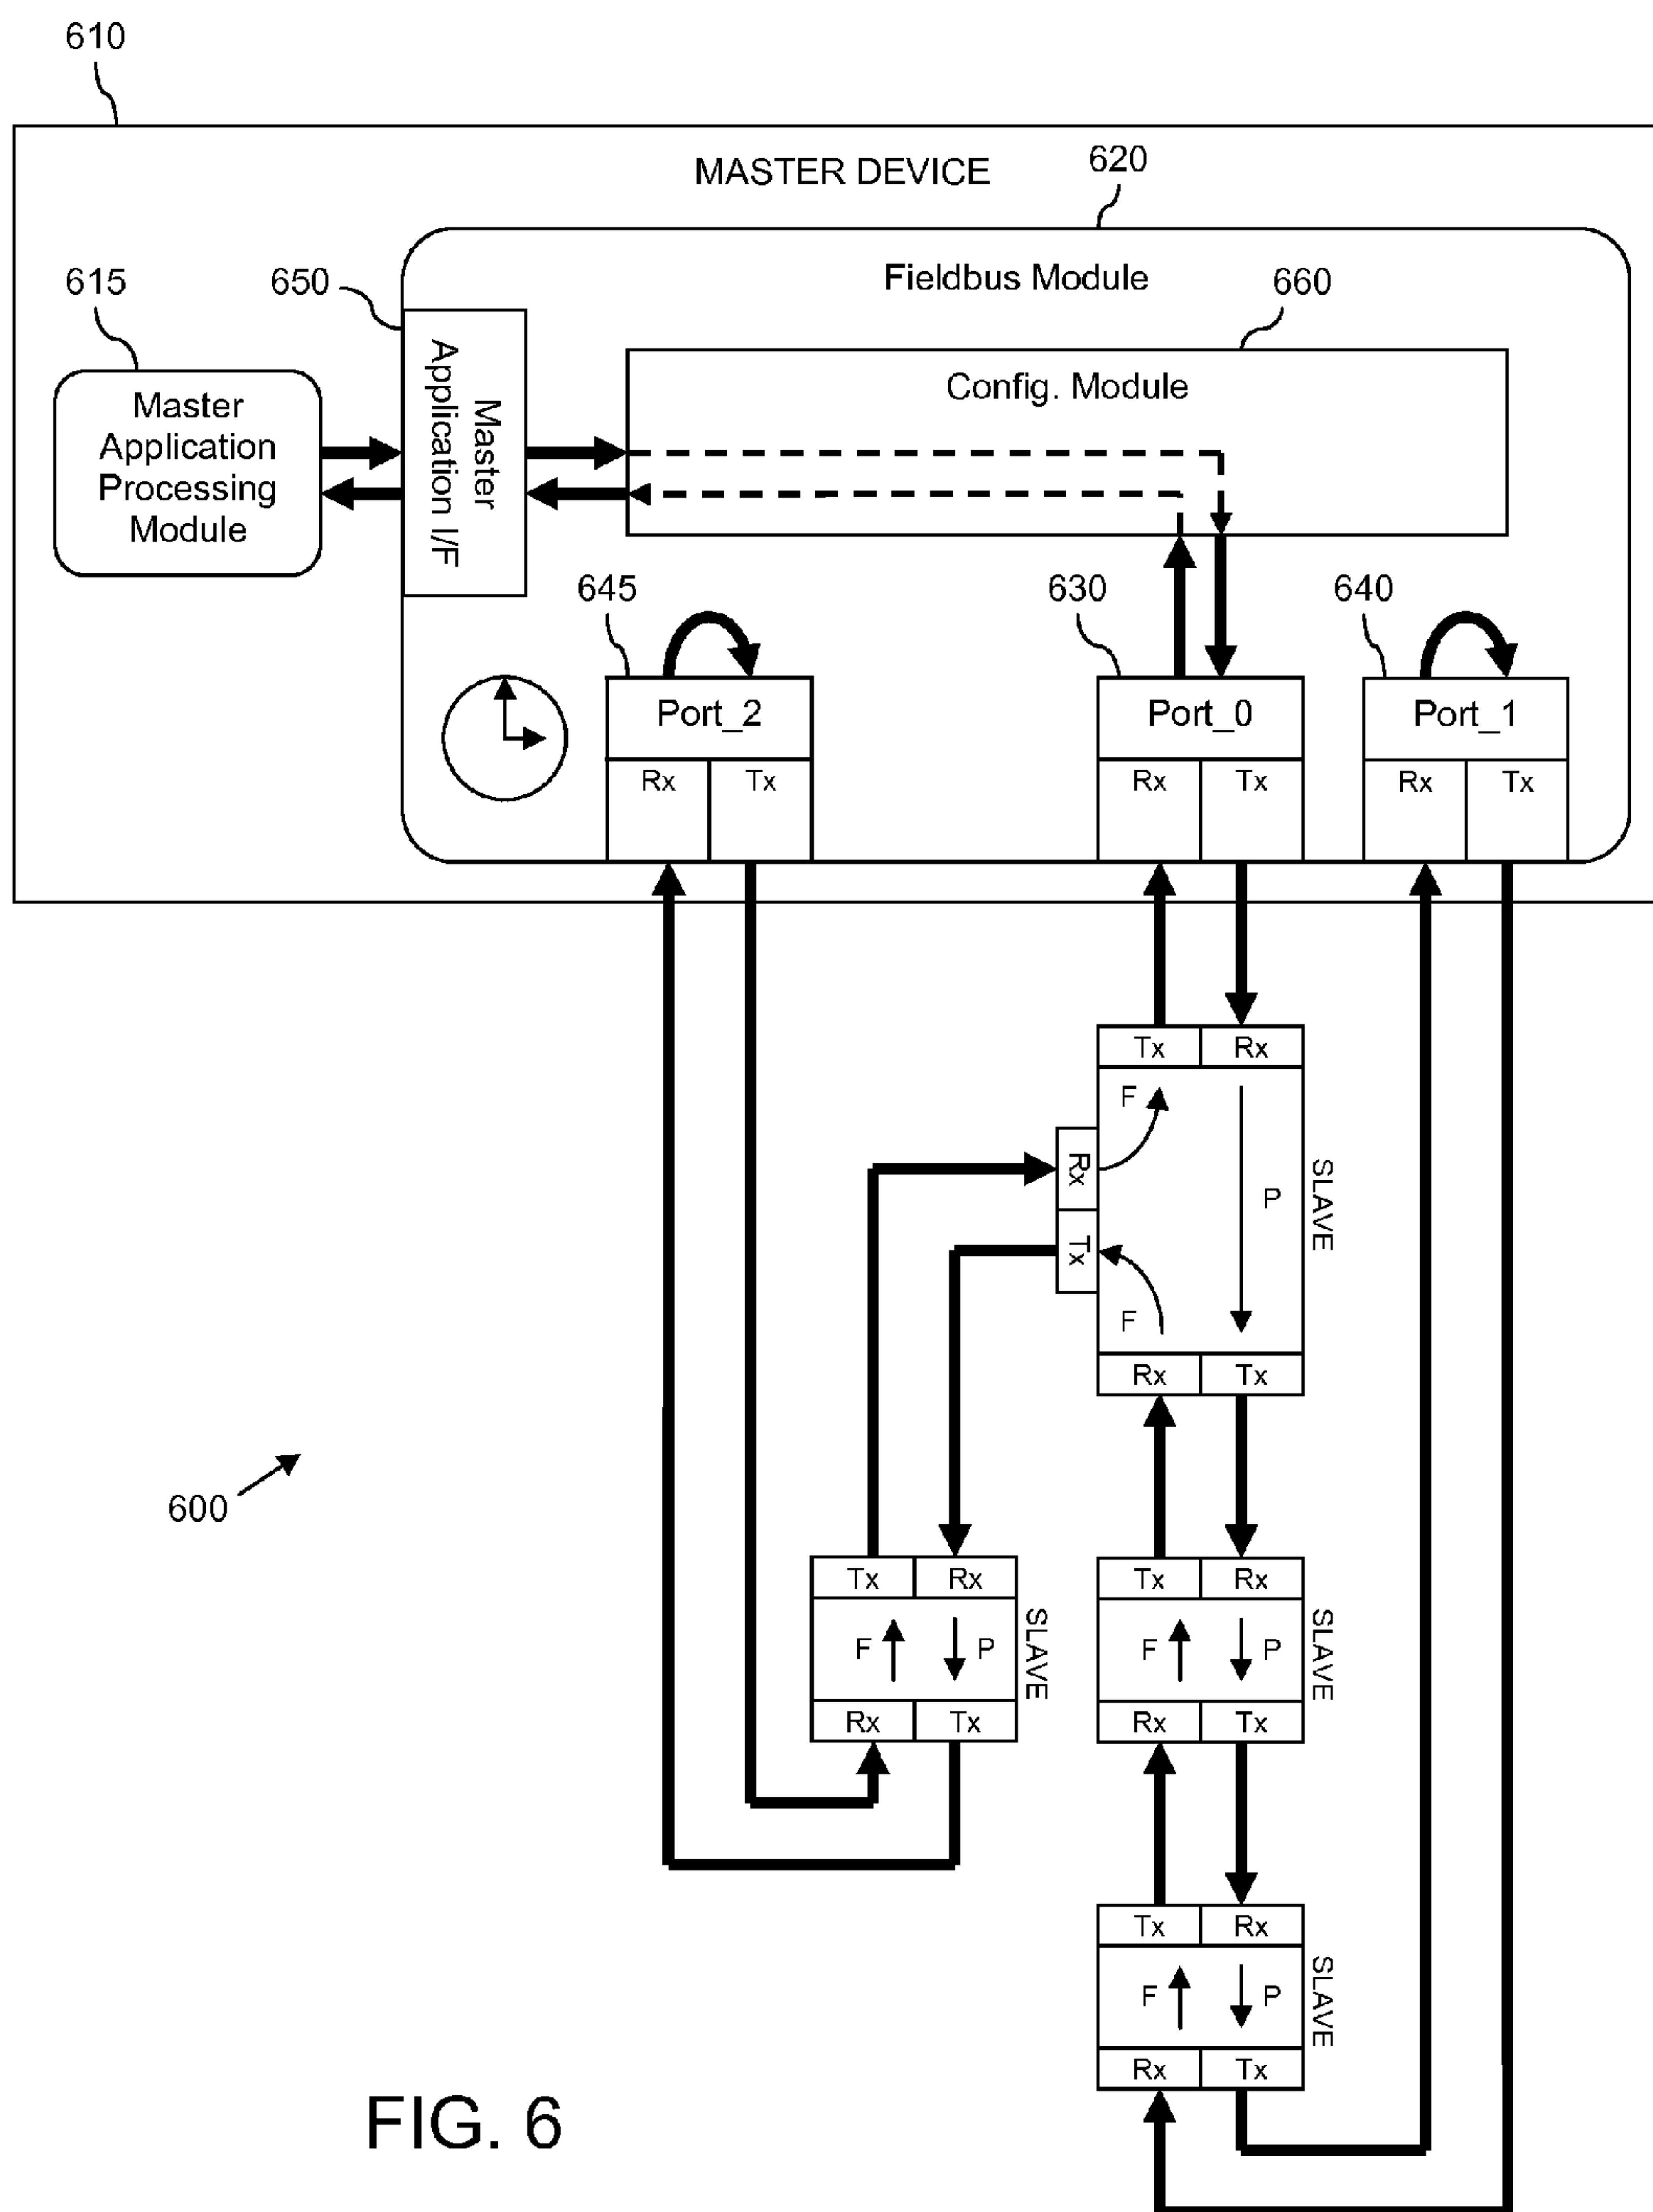 610
MASTER DEVICE
620
615
650
Fieldbus Module
660
Master
Application
Processing
Module
Master
Application I/F
Config. Module
645
630
640
Port_2
Port_0
Port_1
Rx Tx
Rx Tx
Rx Tx
Tx Rx
F
Rx
P
SLAVE
Tx
F
Rx Tx
600
Tx Rx
F P
SLAVE
Rx Tx
Tx Rx
F P
SLAVE
Rx Tx
Tx Rx
F P
SLAVE
Rx Tx
FIG. 6